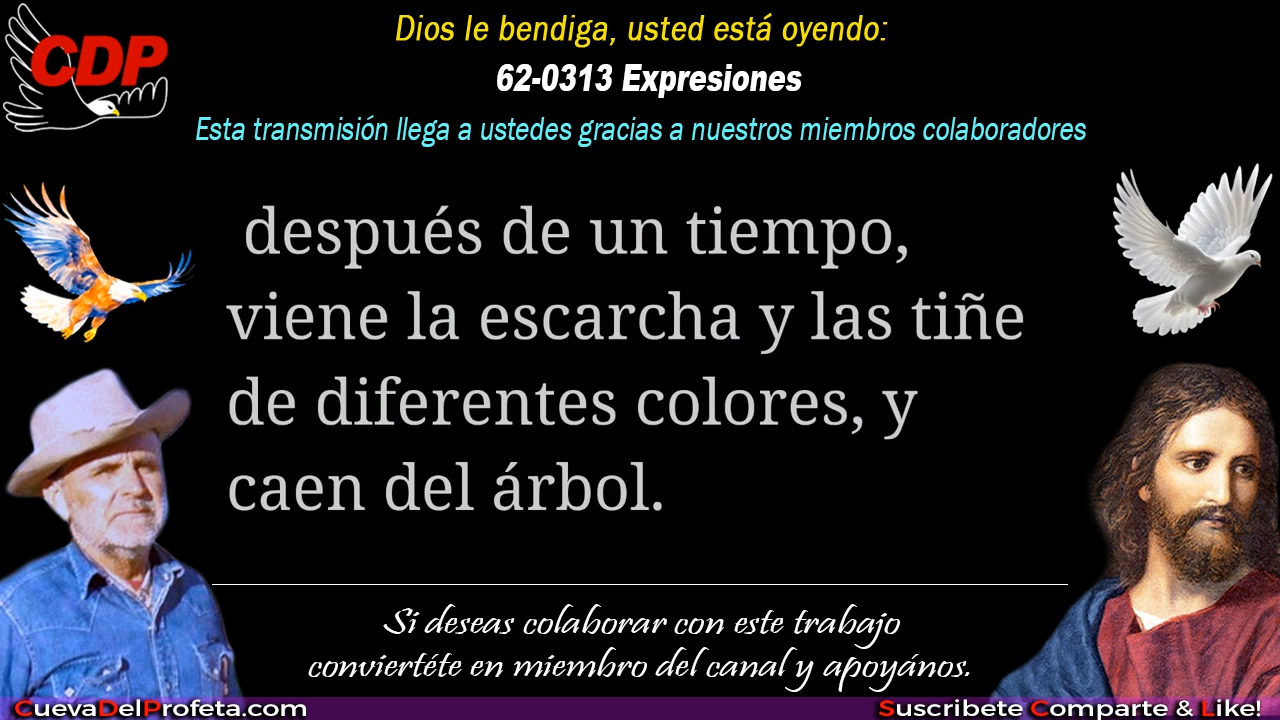 CDP
Dios le bendiga, usted está oyendo:
62-0313 Expresiones
Esta transmisión llega a ustedes gracias a nuestros miembros colaboradores
después de un tiempo,
viene la escarcha y las tiñe
de diferentes colores, y
caen del árbol.
Si deseas colaborar con este trabajo
conviertéte en miembro del canal y apoyános.
CuevaDelProfeta.com
Suscribete Comparte & Like!